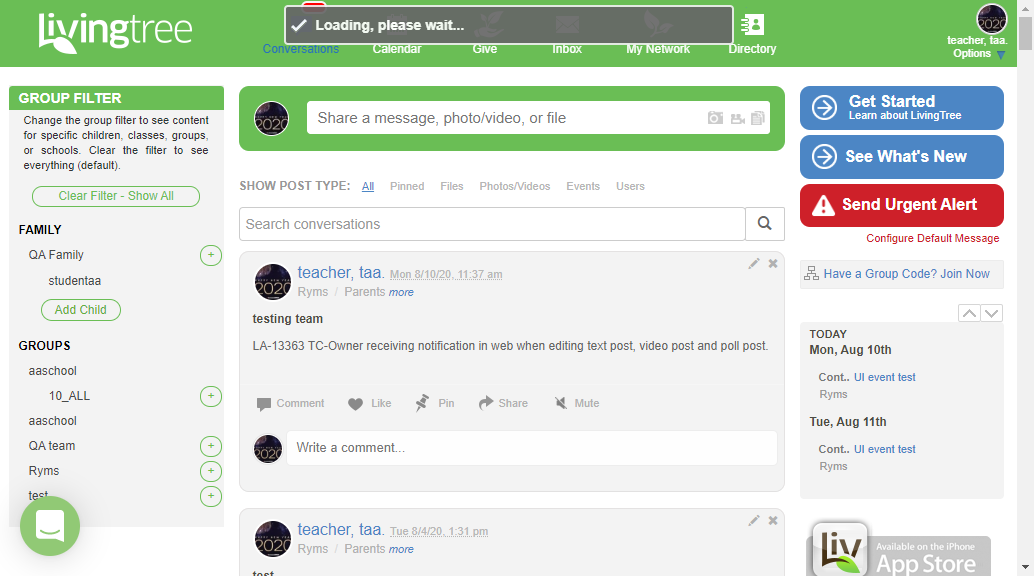 livingtree
Loading, please wait...
Conversations
Calendar
Give
Inbox
My Network
Directory
teacher, taa.
Options
GROUP FILTER
Change the group filter to see content
for specific children, classes, groups,
or schools. Clear the filter to see
everything (default).
Clear Filter - Show All
FAMILY
QA Family
studentaa
Add Child
GROUPS
aaschool
10_ALL
aaschool
QA team
Ryms
test
2020
Share a message, photo/video, or file
SHOW POST TYPE: All Pinned Files Photos/Videos Events Users
Search conversations
2020
teacher, taa. Mon 8/10/20, 11:37 am
Ryms / Parents more
testing team
LA-13363 TC-Owner receiving notification in web when editing text post, video post and poll post.
Comment Like Pin Share Mute
2020
Write a comment...
2020
teacher, taa. Tue 8/4/20, 1:31 pm
Ryms / Parents more
test
Get Started
Learn about LivingTree
See What's New
Send Urgent Alert
Configure Default Message
Have a Group Code? Join Now
TODAY
Mon, Aug 10th
Cont.. UI event test
Ryms
Tue, Aug 11th
Cont.. UI event test
Ryms
Liv
Available on the iPhone
App Store